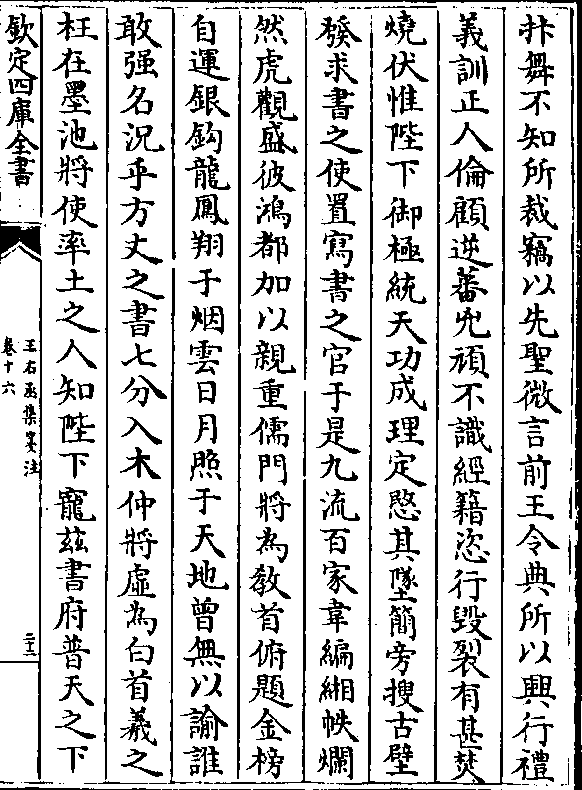 抃舞不知所裁竊以先聖微言前王令典所以興行禮
義訓正人倫顧逆蕃兇頑不識經籍恣行毀裂有甚焚
燒伏惟陛下御極統天功成理定愍其墜簡旁搜古壁
發求書之使置寫書之官于是九流百家韋編緗帙爛
然虎觀盛彼鴻都加以親重儒門將為教首俯題金榜
自運銀鈎龍鳳翔于烟雲日月照于天地曾無以諭誰
敢强名況乎方丈之書七分入木仲將虛為白首羲之
枉在墨池將使率土之人知陛下寵兹書府普天之下
欽定四庫全書
王右丞集箋注
卷十六
二十二